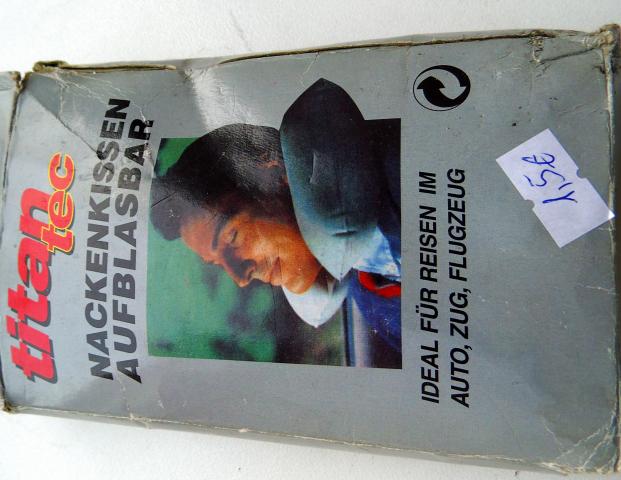 titan
tec
NACKENKISSEN
AUFBLASBAR
IDEAL FÜR REISEN IM
AUTO, ZUG, FLUGZEUG
1,5€